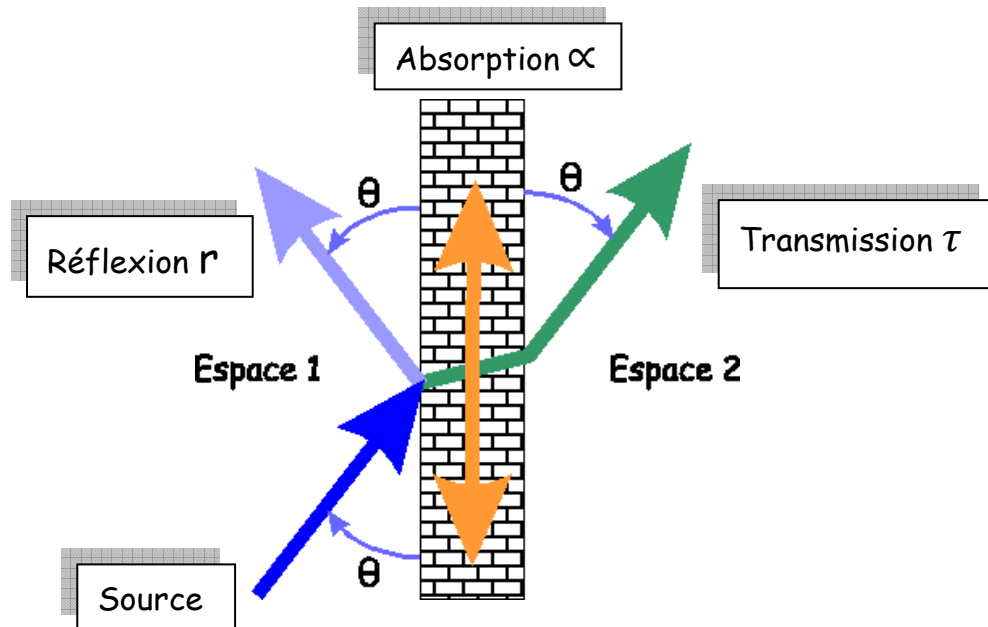 Absorption ∝
θ
θ
Réflexion r
Transmission τ
Espace 1
Espace 2
θ
Source